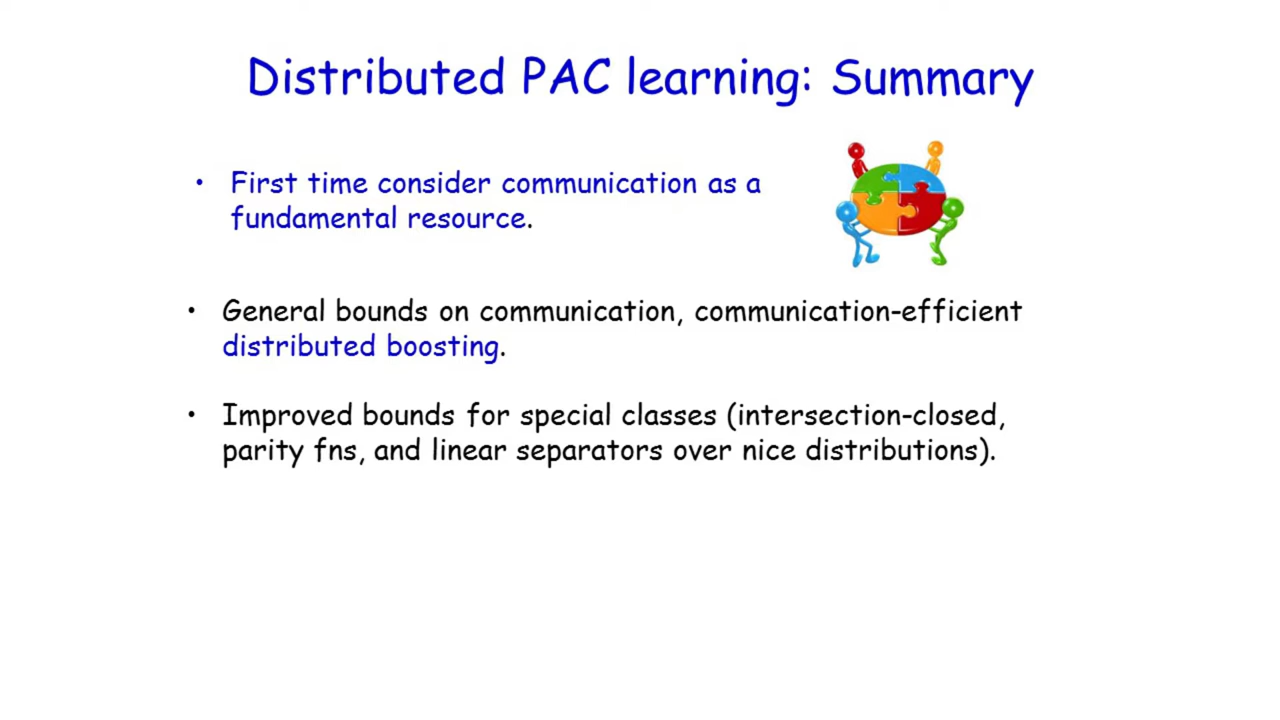 Distributed PAC learning: Summary
• First time consider communication as a
fundamental resource.
• General bounds on communication, communication-efficient
distributed boosting.
• Improved bounds for special classes (intersection-closed,
parity fns, and linear separators over nice distributions).